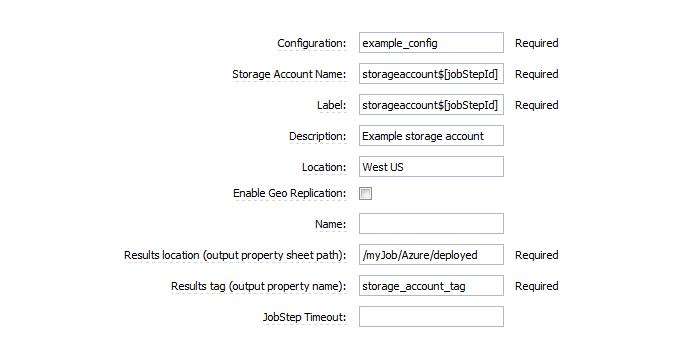 Configuration: example_config Required
Storage Account Name: storageaccount$[jobStepId] Required
Label: storageaccount$[jobStepId] Required
Description: Example storage account
Location: West US
Enable Geo Replication:
Name:
Results location (output property sheet path): /myJob/Azure/deployed Required
Results tag (output property name): storage_account_tag Required
JobStep Timeout: